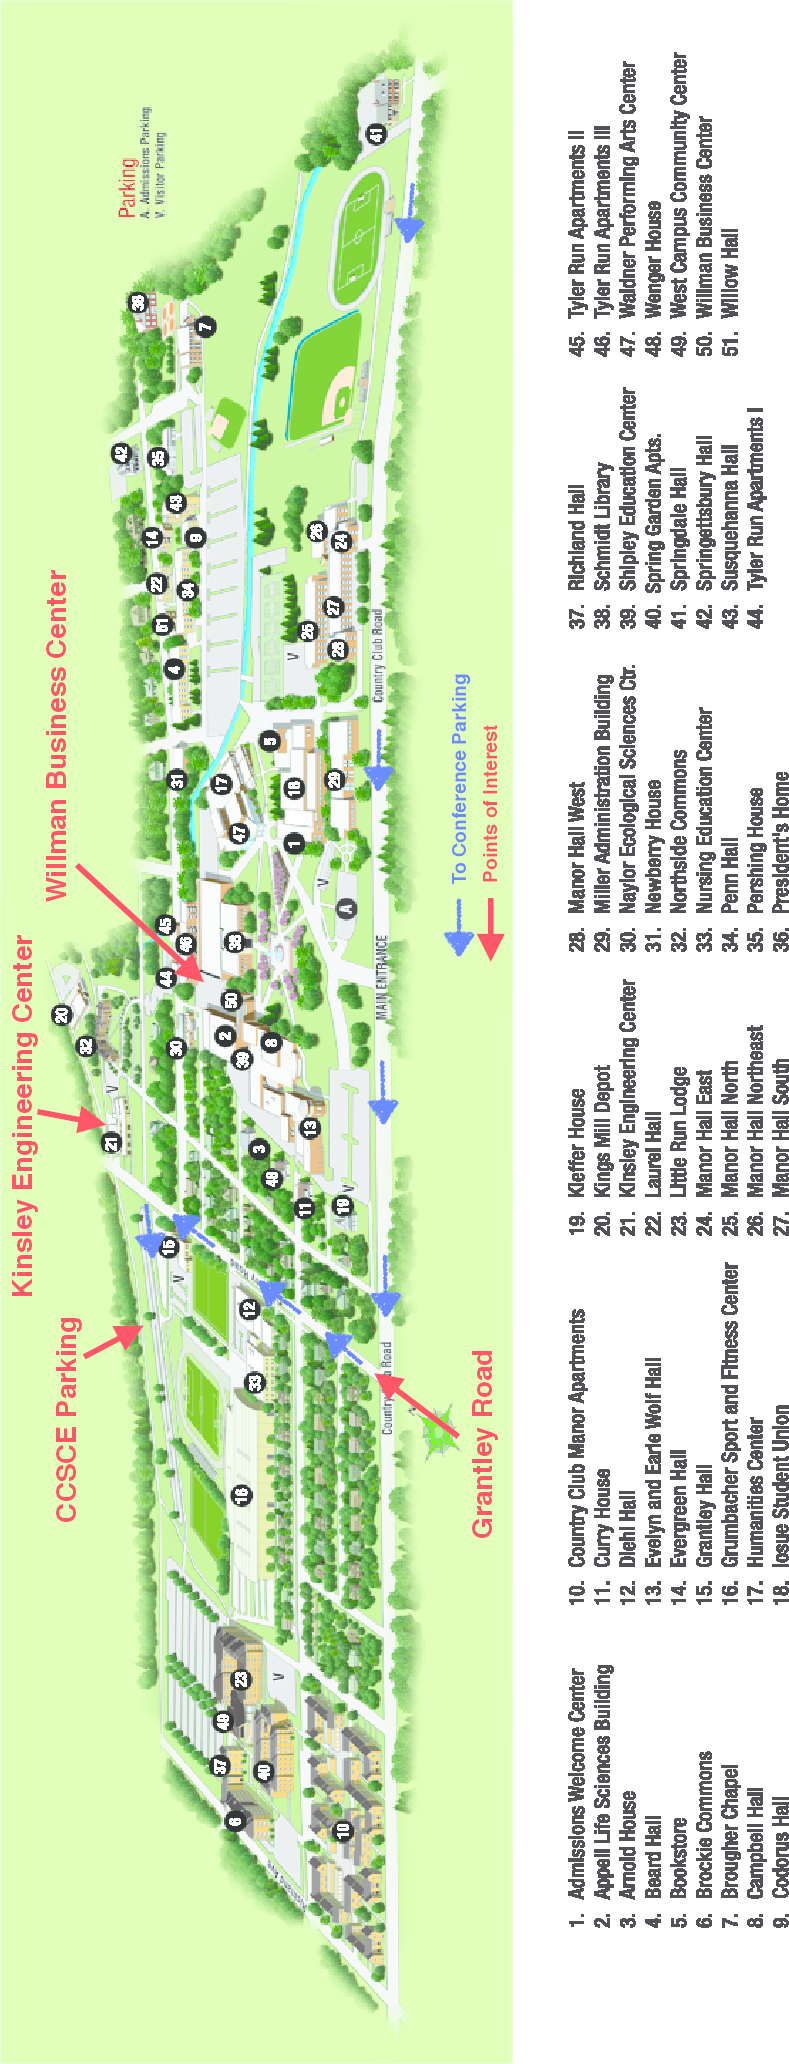 Kinsley Engineering Center
Willman Business Center
CCSCE Parking
Grantley Road
Parking
A. Admissions Parking
V. Visitor Parking
To Conference Parking
Points of Interest
MAIN ENTRANCE
Country Club Road
Road
1. Admissions Welcome Center
2. Appell Life Sciences Building
3. Arnold House
4. Beard Hall
5. Bookstore
6. Brockie Commons
7. Brougher Chapel
8. Campbell Hall
9. Codorus Hall
10. Country Club Manor Apartments
11. Curry House
12. Diehl Hall
13. Evelyn and Earle Wolf Hall
14. Evergreen Hall
15. Grantley Hall
16. Grumbacher Sport and Fitness Center
17. Humanities Center
18. Iosue Student Union
19. Kieffer House
20. Kings Mill Depot
21. Kinsley Engineering Center
22. Laurel Hall
23. Little Run Lodge
24. Manor Hall East
25. Manor Hall North
26. Manor Hall Northeast
27. Manor Hall South
28. Manor Hall West
29. Miller Administration Building
30. Naylor Ecological Sciences Ctr.
31. Newberry House
32. Northside Commons
33. Nursing Education Center
34. Penn Hall
35. Pershing House
36. President's Home
37. Richland Hall
38. Schmidt Library
39. Shipley Education Center
40. Spring Garden Apts.
41. Springdale Hall
42. Springettsbury Hall
43. Susquehanna Hall
44. Tyler Run Apartments I
45. Tyler Run Apartments II
46. Tyler Run Apartments III
47. Waldner Performing Arts Center
48. Wenger House
49. West Campus Community Center
50. Willman Business Center
51. Willow Hall